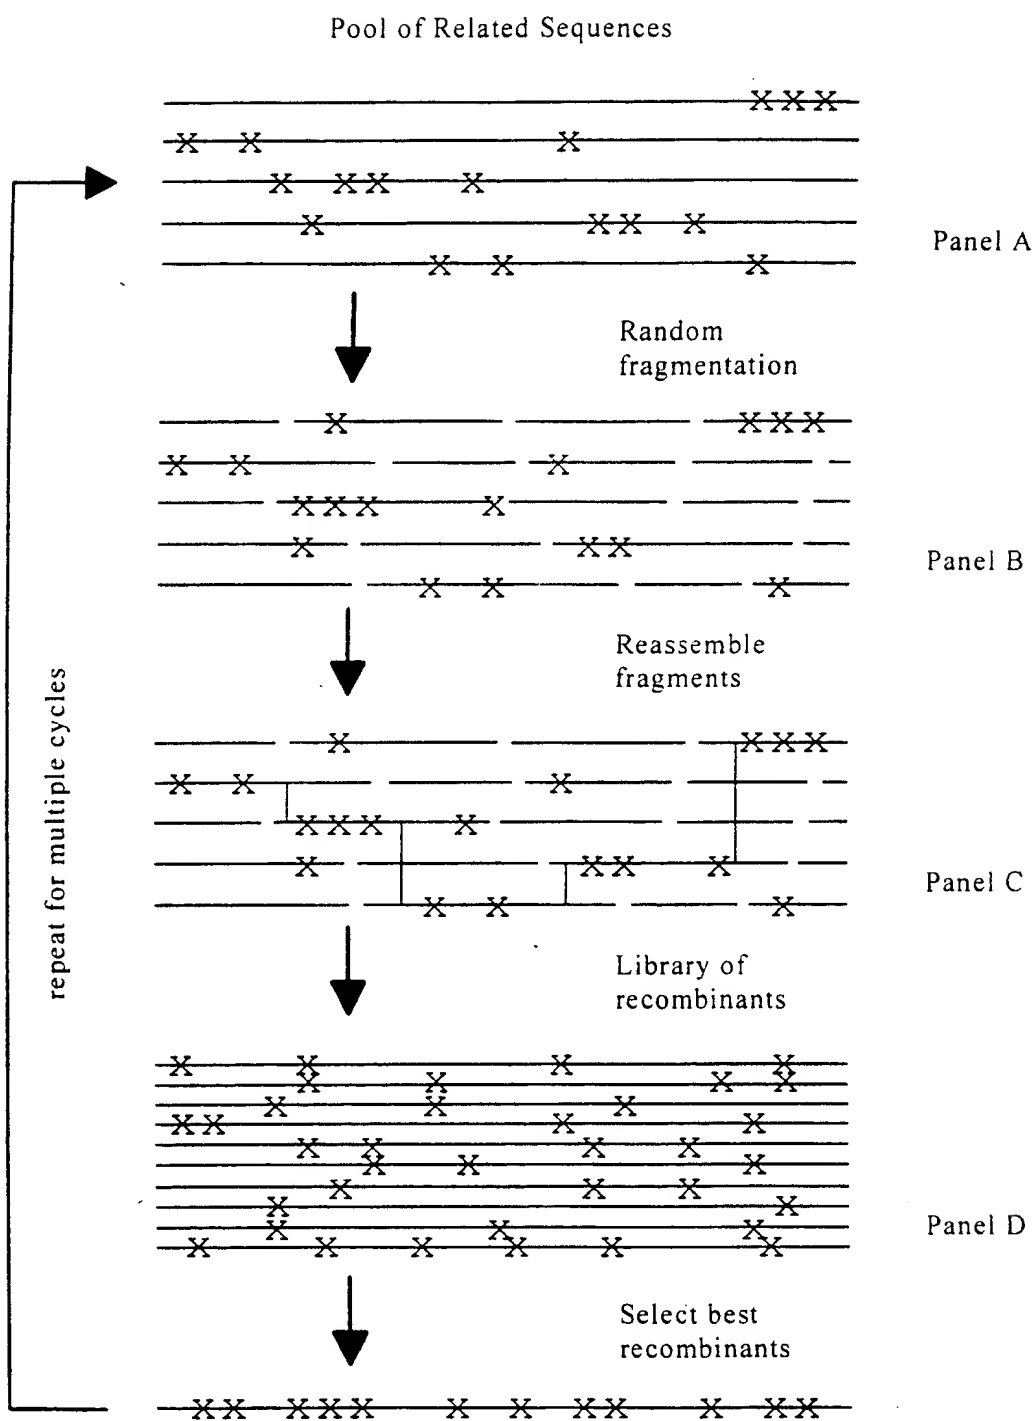 Pool of Related Sequences
Panel A
Random
fragmentation
Panel B
Reassemble
fragments
repeat for multiple cycles
Panel C
Library of
recombinants
Panel D
Select best
recombinants